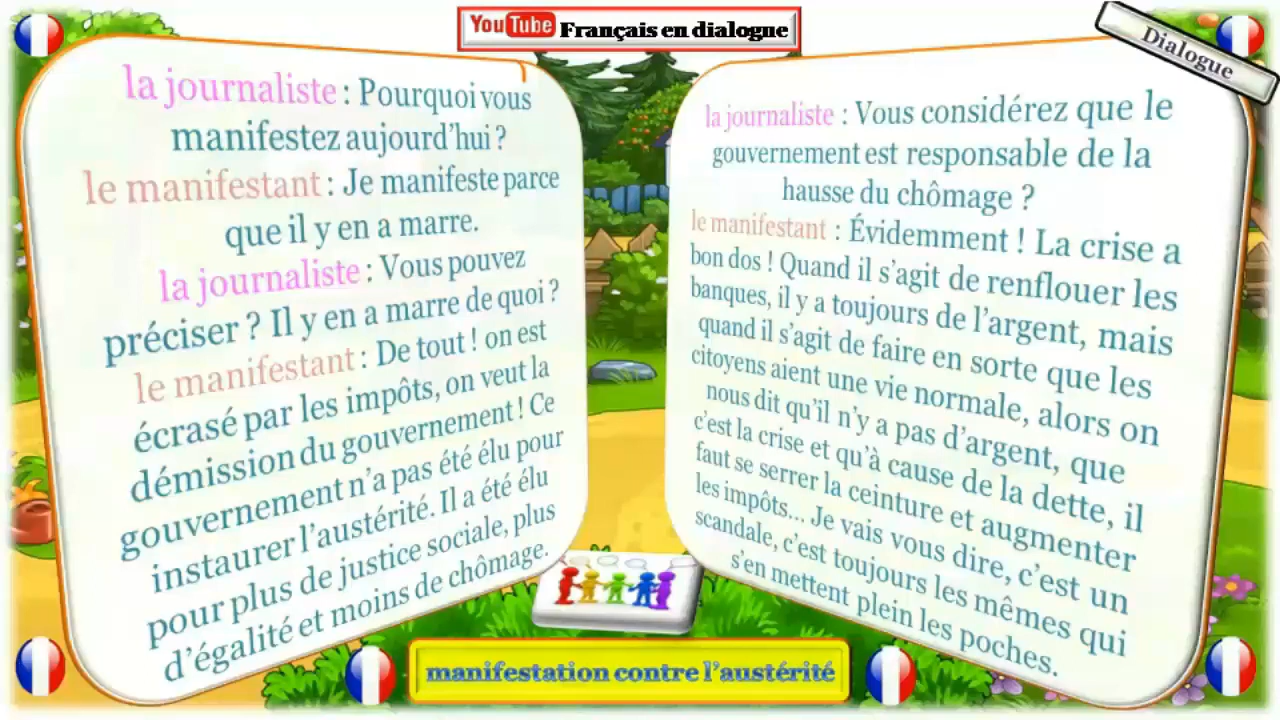 YouTube Français en dialogue
Dialogue
la journaliste : Pourquoi vous
manifestez aujourd'hui ?
le manifestant : Je manifeste parce
que il y en a marre.
la journaliste : Vous pouvez
préciser ? Il y en a marre de quoi ?
le manifestant : De tout ! on est
écrasé par les impôts, on veut la
démission du gouvernement ! Ce
gouvernement n'a pas été élu pour
instaurer l'austérité. Il a été élu
pour plus de justice sociale, plus
d'égalité et moins de chômage.
la journaliste : Vous considérez que le
gouvernement est responsable de la
hausse du chômage ?
le manifestant : Évidemment ! La crise a
bon dos ! Quand il s'agit de renflouer les
banques, il y a toujours de l'argent, mais
quand il s'agit de faire en sorte que les
citoyens aient une vie normale, alors on
nous dit qu'il n'y a pas d'argent, que
c'est la crise et qu'à cause de la dette, il
faut se serrer la ceinture et augmenter
les impôts... Je vais vous dire, c'est un
scandale, c'est toujours les mêmes qui
s'en mettent plein les poches.
manifestation contre l'austérité